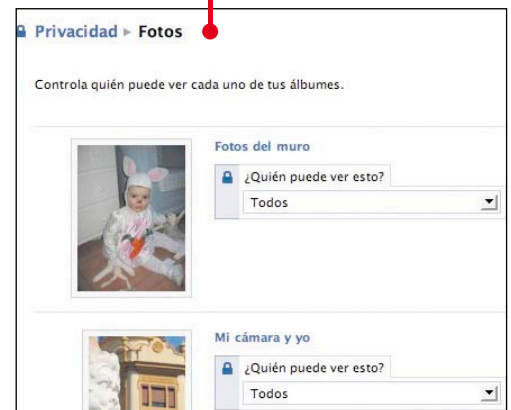 Privacidad ▸ Fotos
Controla quién puede ver cada uno de tus álbumes.
Fotos del muro
¿Quién puede ver esto?
Todos
Mi cámara y yo
¿Quién puede ver esto?
Todos